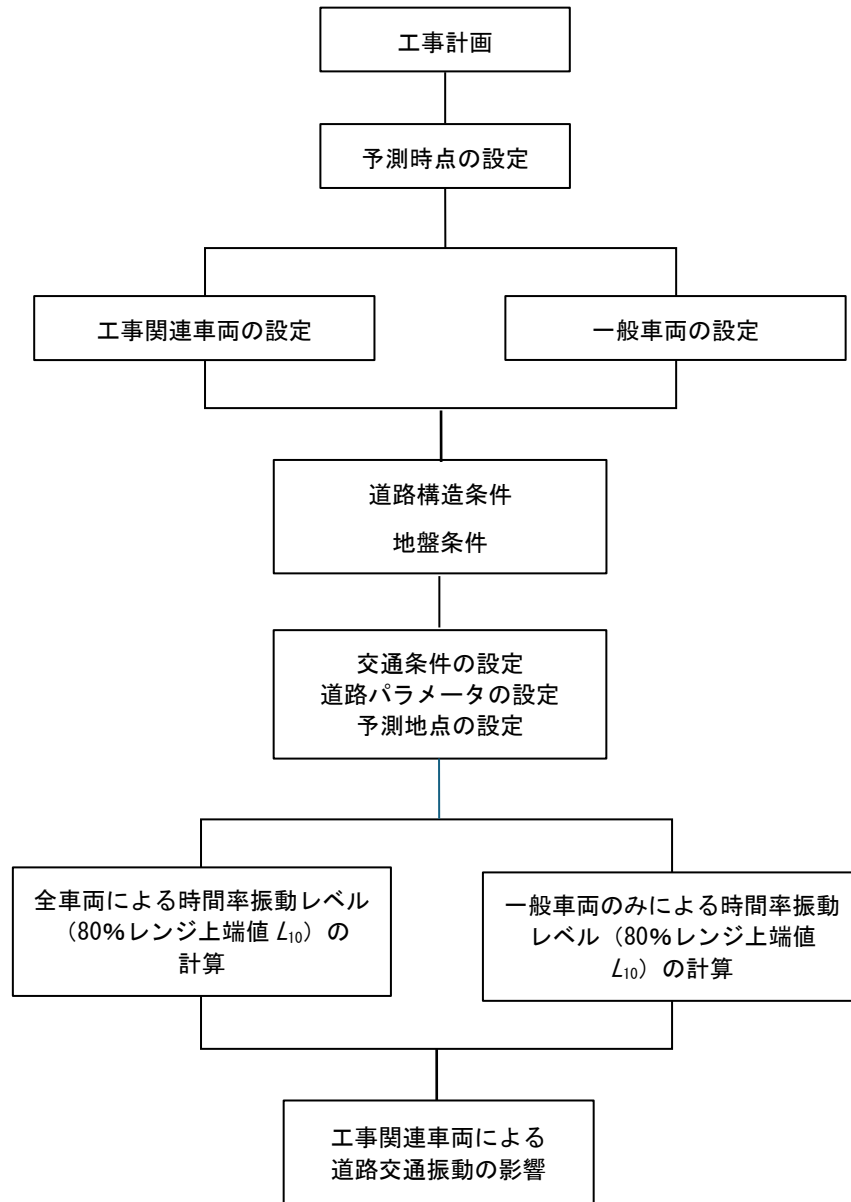 工事計画
予測時点の設定
工事関連車両の設定
一般車両の設定
道路構造条件
地盤条件
交通条件の設定
道路パラメータの設定
予測地点の設定
全車両による時間率振動レベル
（80％レンジ上端値 L10）の
計算
一般車両のみによる時間率振動
レベル（80％レンジ上端値
L10）の計算
工事関連車両による
道路交通振動の影響